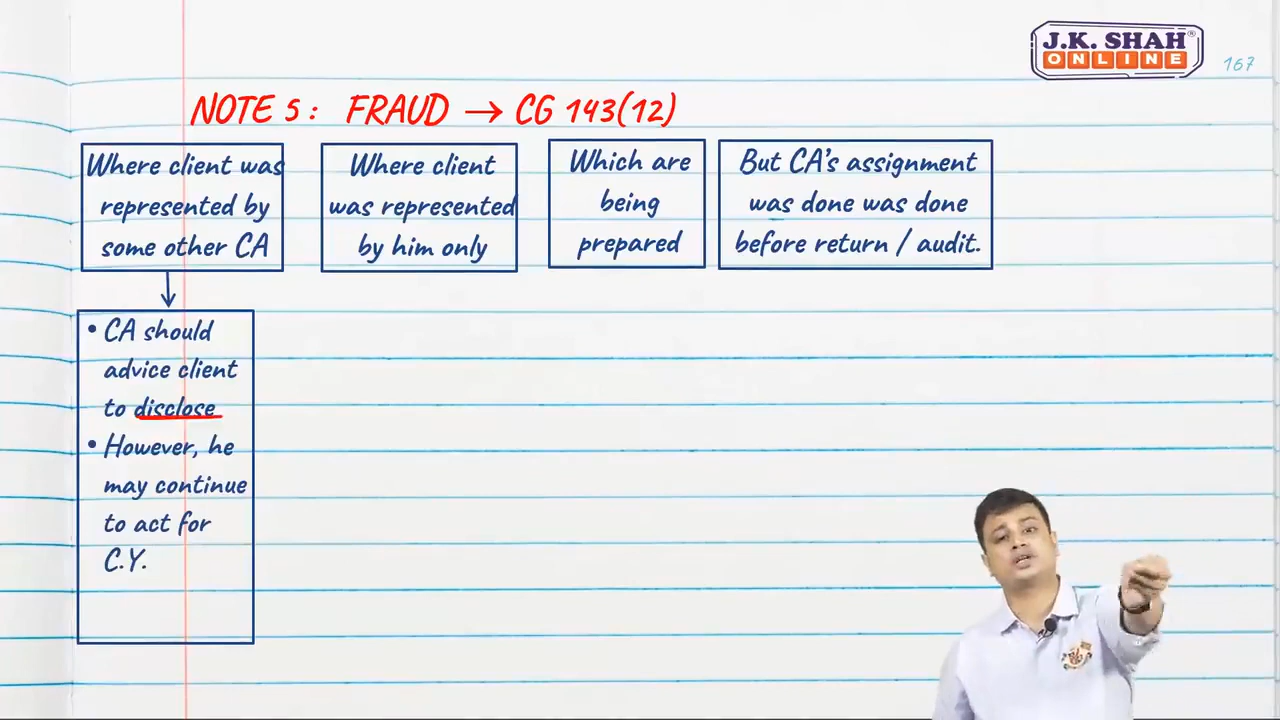 J.K. SHAH®
ONLINE
167
NOTE 5 : FRAUD → CG 143(12)
Where client was
represented by
some other CA
Where client
was represented
by him only
Which are
being
prepared
But CA's assignment
was done was done
before return / audit.
• CA should
advice client
to disclose
• However, he
may continue
to act for
C.Y.